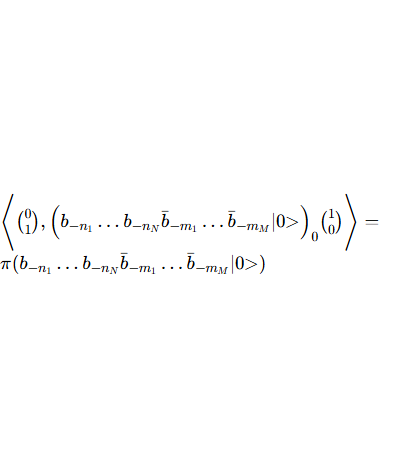 ⟨(0 1), (b_{-n_1} … b_{-n_N} b̄_{-m_1} … b̄_{-m_M}|0>)_0 (1 0)⟩ =
π(b_{-n_1} … b_{-n_N} b̄_{-m_1} … b̄_{-m_M}|0>)